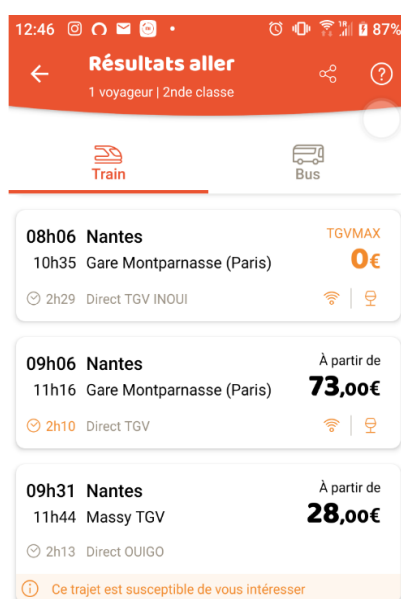 12:46 87%
Résultats aller
1 voyageur | 2nde classe
Train
Bus
08h06 Nantes TGVMAX
10h35 Gare Montparnasse (Paris) 0€
2h29 Direct TGV INOUI
09h06 Nantes À partir de
11h16 Gare Montparnasse (Paris) 73,00€
2h10 Direct TGV
09h31 Nantes À partir de
11h44 Massy TGV 28,00€
2h13 Direct OUIGO
Ce trajet est susceptible de vous intéresser